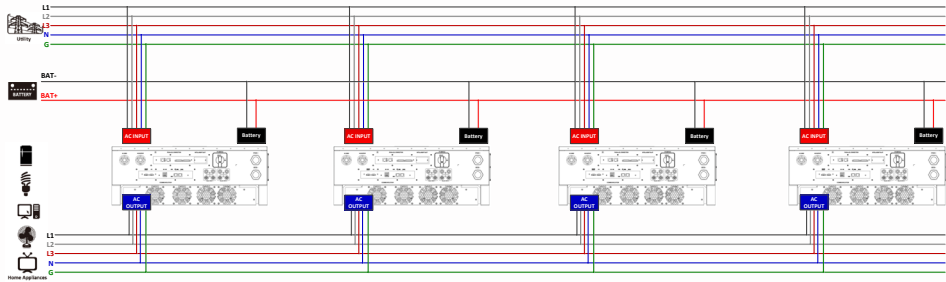 L1
L2
L3
N
G
Utility
BAT-
BATTERY
BAT+
AC INPUT
Battery
AC INPUT
Battery
AC INPUT
Battery
AC INPUT
Battery
AC
OUTPUT
AC
OUTPUT
AC
OUTPUT
AC
OUTPUT
L1
L2
L3
N
G
Home Appliances